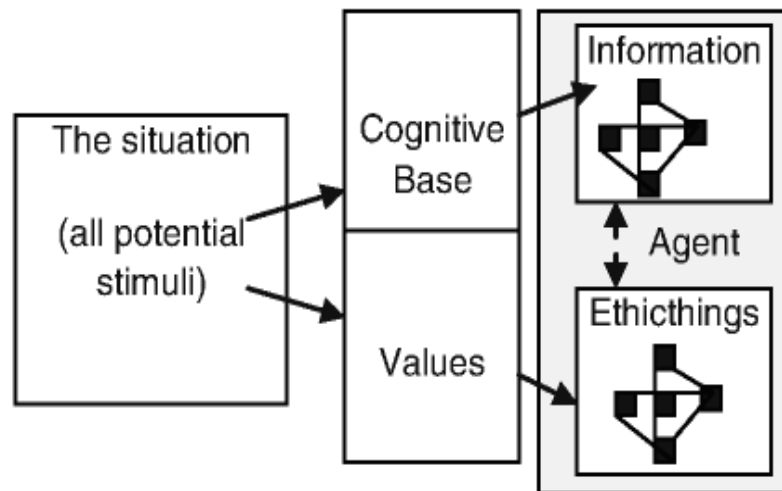 The situation
(all potential
stimuli)
Cognitive
Base
Values
Information
Agent
Ethicthings